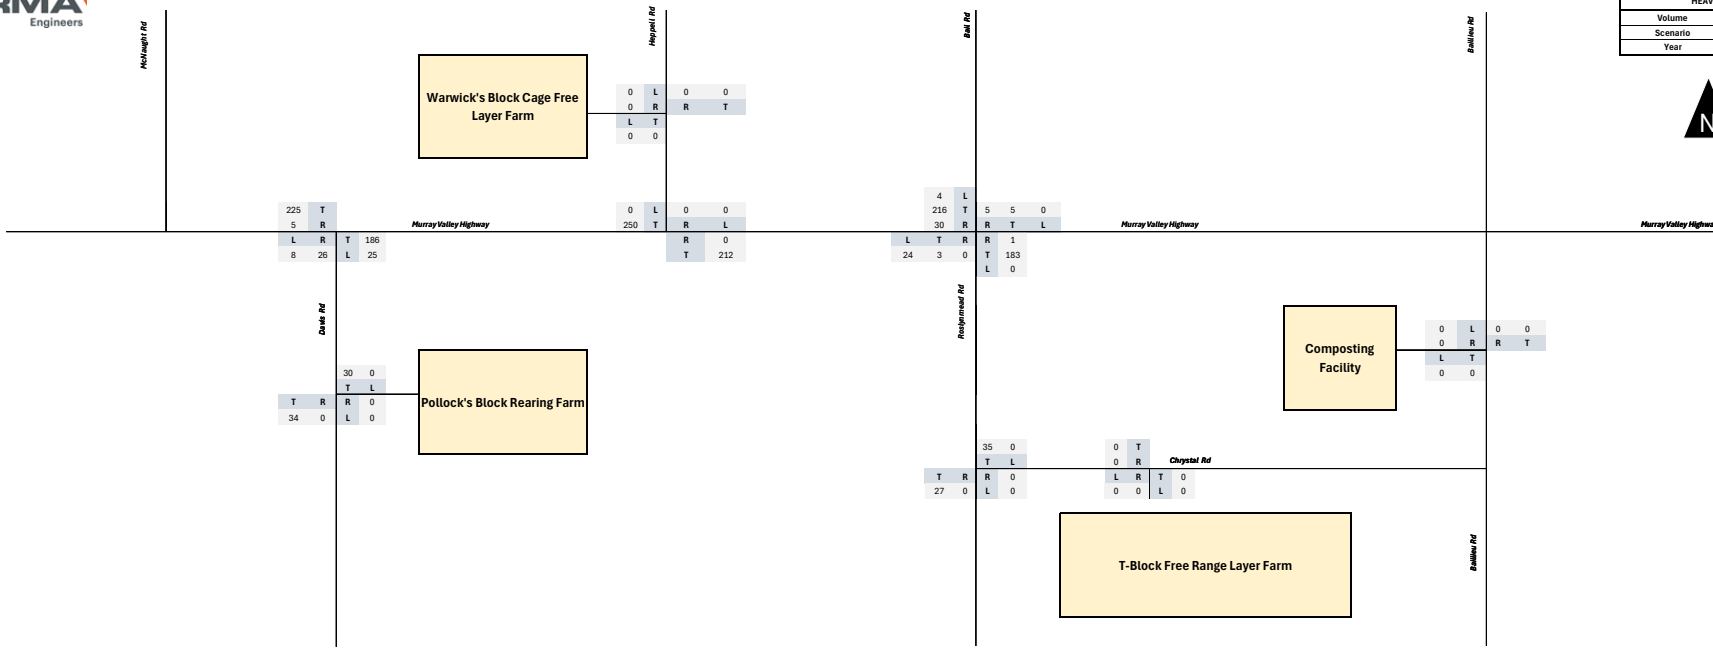 RMA
Engineers
McNaught Rd
Heppell Rd
Ball Rd
Baillieu Rd
HEAV
Volume
Scenario
Year
N
Warwick's Block Cage Free
Layer Farm
0 L 0 0
0 R R T
L T
0 0
225 T
5 R
L R T 186
8 26 L 25
Murray Valley Highway
0 L 0 0
250 T R L
R 0
T 212
4 L
216 T 5 5 0
30 R R T L
L T R R 1
24 3 0 T 183
L 0
Murray Valley Highway
Murray Valley Highwa
Davis Rd
Roslynmead Rd
30 0
T L
T R R 0
34 0 L 0
Pollock's Block Rearing Farm
Composting
Facility
0 L 0 0
0 R R T
L T
0 0
35 0
T L
T R R 0
27 0 L 0
0 T
0 R
L R T 0
0 0 L 0
Chrystal Rd
T-Block Free Range Layer Farm
Baillieu Rd